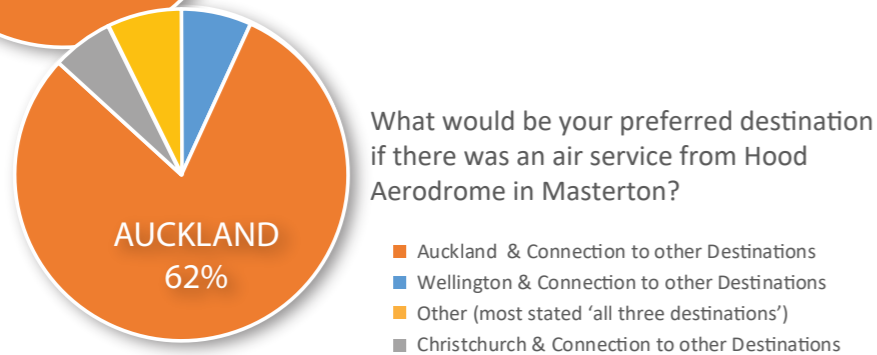 AUCKLAND
62%
What would be your preferred destination
if there was an air service from Hood
Aerodrome in Masterton?
Auckland & Connection to other Destinations
Wellington & Connection to other Destinations
Other (most stated ‘all three destinations’)
Christchurch & Connection to other Destinations